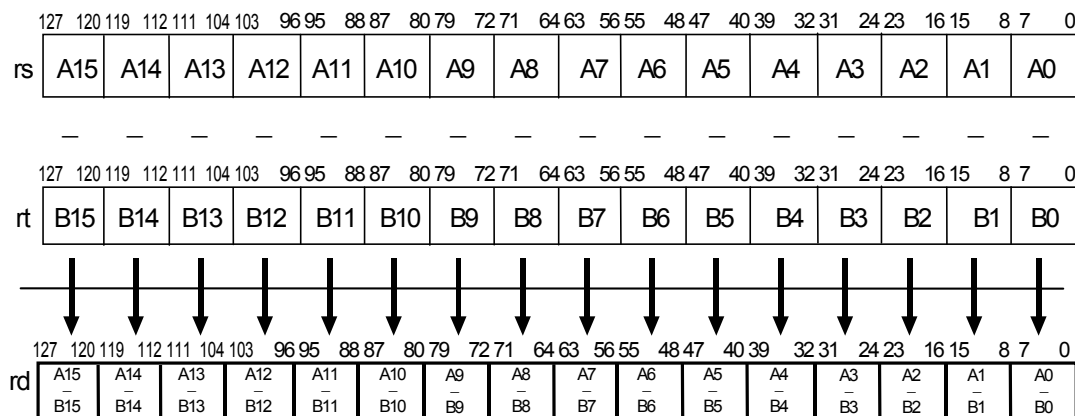 127 120 119 112 111 104 103 96 95 88 87 80 79 72 71 64 63 56 55 48 47 40 39 32 31 24 23 16 15 8 7 0
rs A15 A14 A13 A12 A11 A10 A9 A8 A7 A6 A5 A4 A3 A2 A1 A0
– – – – – – – – – – – – – – – –
127 120 119 112 111 104 103 96 95 88 87 80 79 72 71 64 63 56 55 48 47 40 39 32 31 24 23 16 15 8 7 0
rt B15 B14 B13 B12 B11 B10 B9 B8 B7 B6 B5 B4 B3 B2 B1 B0
127 120 119 112 111 104 103 96 95 88 87 80 79 72 71 64 63 56 55 48 47 40 39 32 31 24 23 16 15 8 7 0
rd A15 A14 A13 A12 A11 A10 A9 A8 A7 A6 A5 A4 A3 A2 A1 A0
– – – – – – – – – – – – – – – –
B15 B14 B13 B12 B11 B10 B9 B8 B7 B6 B5 B4 B3 B2 B1 B0